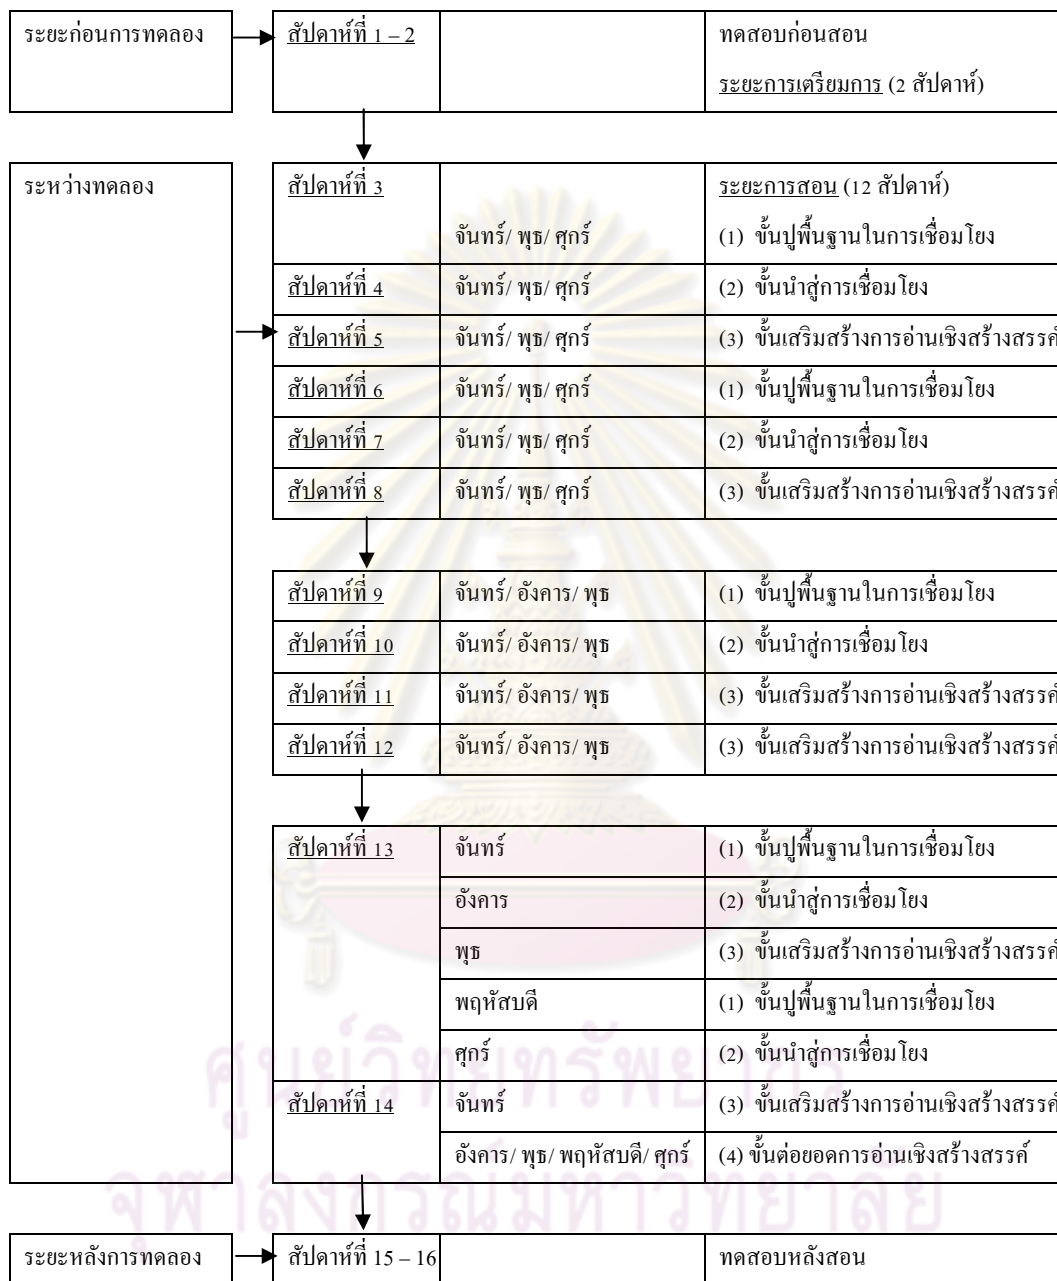 ระยะก่อนการทดลอง สัปดาห์ที่ 1 – 2 ทดสอบก่อนสอน
ระยะการเตรียมการ (2 สัปดาห์)
ระหว่างทดลอง สัปดาห์ที่ 3 ระยะการสอน (12 สัปดาห์)
จันทร์/ พุธ/ ศุกร์ (1) ขั้นปูพื้นฐานในการเชื่อมโยง
สัปดาห์ที่ 4 จันทร์/ พุธ/ ศุกร์ (2) ขั้นนำสู่การเชื่อมโยง
สัปดาห์ที่ 5 จันทร์/ พุธ/ ศุกร์ (3) ขั้นเสริมสร้างการอ่านเชิงสร้างสรรค์
สัปดาห์ที่ 6 จันทร์/ พุธ/ ศุกร์ (1) ขั้นปูพื้นฐานในการเชื่อมโยง
สัปดาห์ที่ 7 จันทร์/ พุธ/ ศุกร์ (2) ขั้นนำสู่การเชื่อมโยง
สัปดาห์ที่ 8 จันทร์/ พุธ/ ศุกร์ (3) ขั้นเสริมสร้างการอ่านเชิงสร้างสรรค์
สัปดาห์ที่ 9 จันทร์/ อังคาร/ พุธ (1) ขั้นปูพื้นฐานในการเชื่อมโยง
สัปดาห์ที่ 10 จันทร์/ อังคาร/ พุธ (2) ขั้นนำสู่การเชื่อมโยง
สัปดาห์ที่ 11 จันทร์/ อังคาร/ พุธ (3) ขั้นเสริมสร้างการอ่านเชิงสร้างสรรค์
สัปดาห์ที่ 12 จันทร์/ อังคาร/ พุธ (3) ขั้นเสริมสร้างการอ่านเชิงสร้างสรรค์
สัปดาห์ที่ 13 จันทร์ (1) ขั้นปูพื้นฐานในการเชื่อมโยง
อังคาร (2) ขั้นนำสู่การเชื่อมโยง
พุธ (3) ขั้นเสริมสร้างการอ่านเชิงสร้างสรรค์
พฤหัสบดี (1) ขั้นปูพื้นฐานในการเชื่อมโยง
ศุกร์ (2) ขั้นนำสู่การเชื่อมโยง
ศูนย์วิทยทรัพยากร
สัปดาห์ที่ 14 จันทร์ (3) ขั้นเสริมสร้างการอ่านเชิงสร้างสรรค์
อังคาร/ พุธ/ พฤหัสบดี/ ศุกร์ (4) ขั้นต่อยอดการอ่านเชิงสร้างสรรค์
จุฬาลงกรณ์มหาวิทยาลัย
ระยะหลังการทดลอง สัปดาห์ที่ 15 – 16 ทดสอบหลังสอน